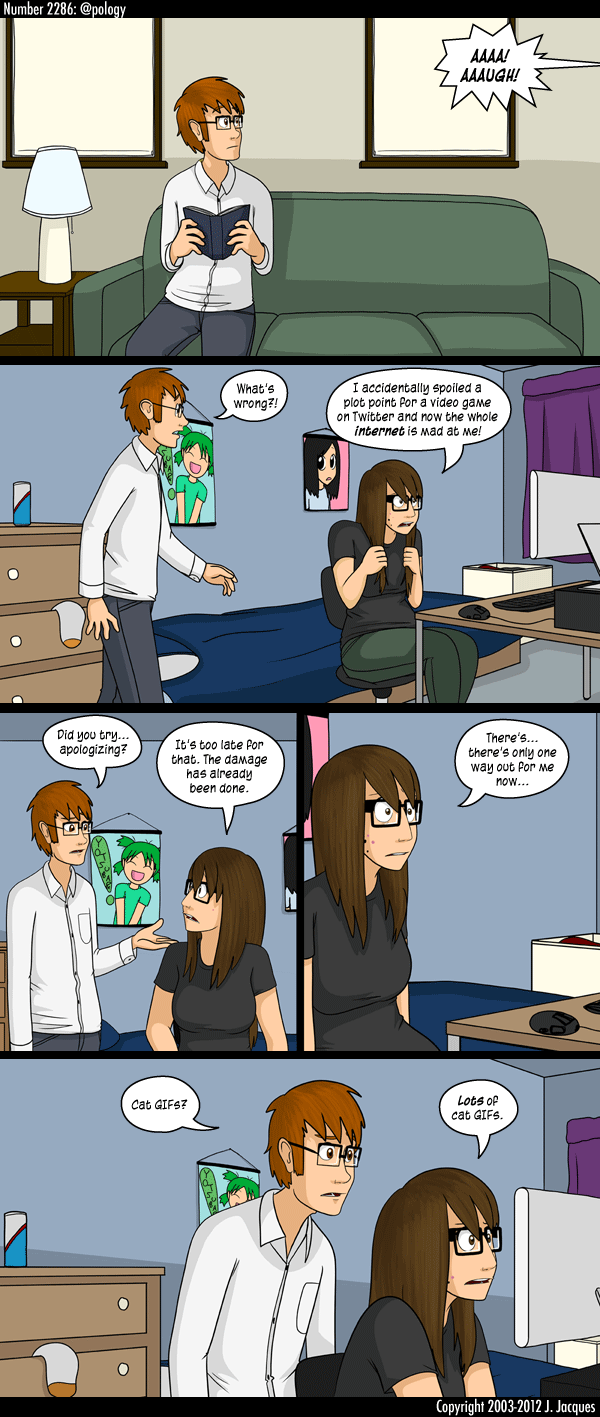 Number 2286: @pology
AAAA!
AAAUGH!
What's
wrong?!
I accidentally spoiled a
plot point for a video game
on Twitter and now the whole
internet is mad at me!
Did you try...
apologizing?
It's too late for
that. The damage
has already
been done.
YOTSUBA!
There's...
there's only one
way out for me
now...
Cat GIFs?
Lots of
cat GIFs.
Copyright 2003-2012 J. Jacques